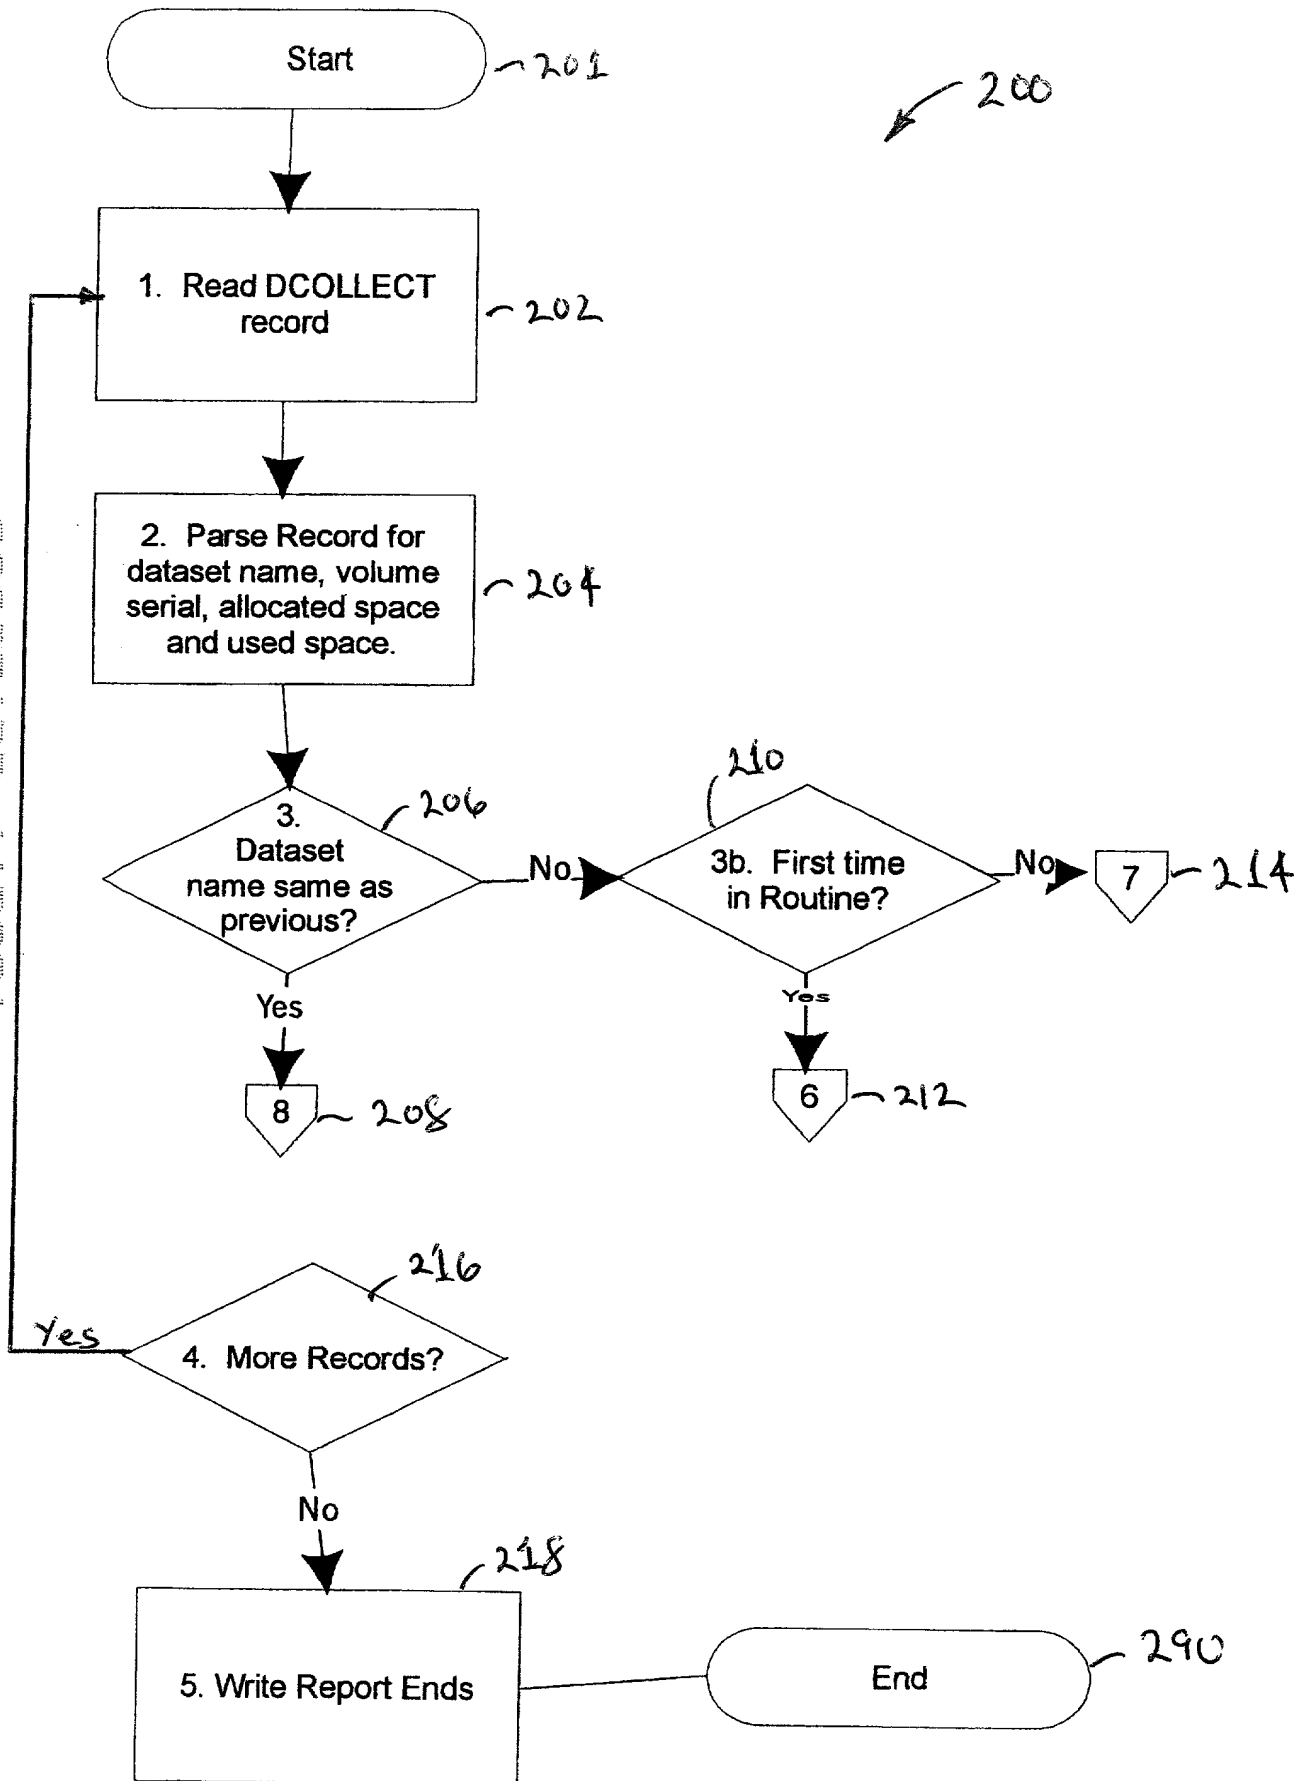 Start
201
200
1. Read DCOLLECT
record
202
2. Parse Record for
dataset name, volume
serial, allocated space
and used space.
204
3.
Dataset
name same as
previous?
206
No
210
3b. First time
in Routine?
No
7
214
Yes
8
208
Yes
6
212
216
4. More Records?
Yes
No
218
5. Write Report Ends
End
290